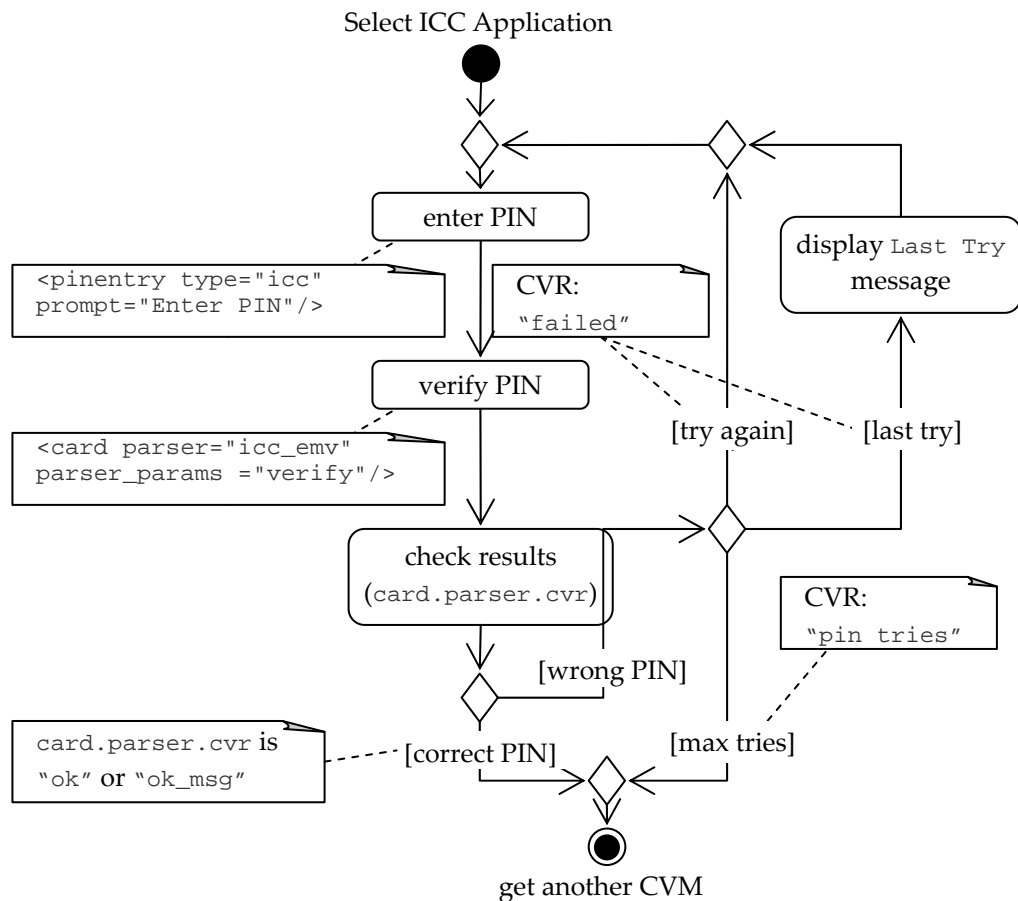 Select ICC Application
enter PIN
display Last Try
message
<pinentry type="icc"
prompt="Enter PIN"/>
CVR:
“failed”
verify PIN
[try again]
[last try]
<card parser="icc_emv"
parser_params ="verify"/>
check results
(card.parser.cvr)
CVR:
“pin tries”
[wrong PIN]
card.parser.cvr is
“ok” or “ok_msg”
[correct PIN]
[max tries]
get another CVM